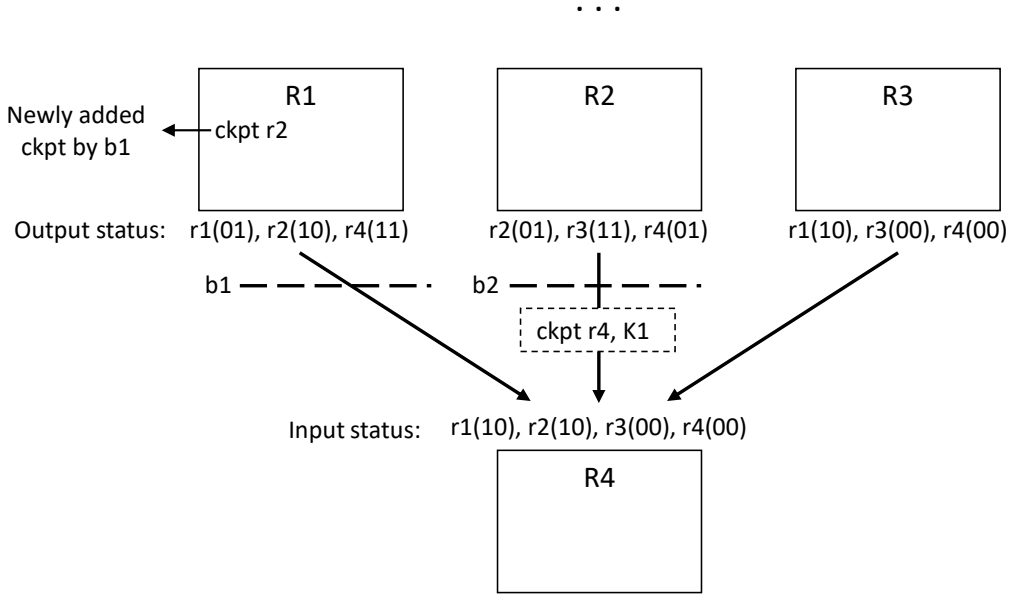 . . .
R1
R2
R3
Newly added
ckpt by b1
ckpt r2
Output status:
r1(01), r2(10), r4(11)
r2(01), r3(11), r4(01)
r1(10), r3(00), r4(00)
b1
b2
ckpt r4, K1
Input status:
r1(10), r2(10), r3(00), r4(00)
R4